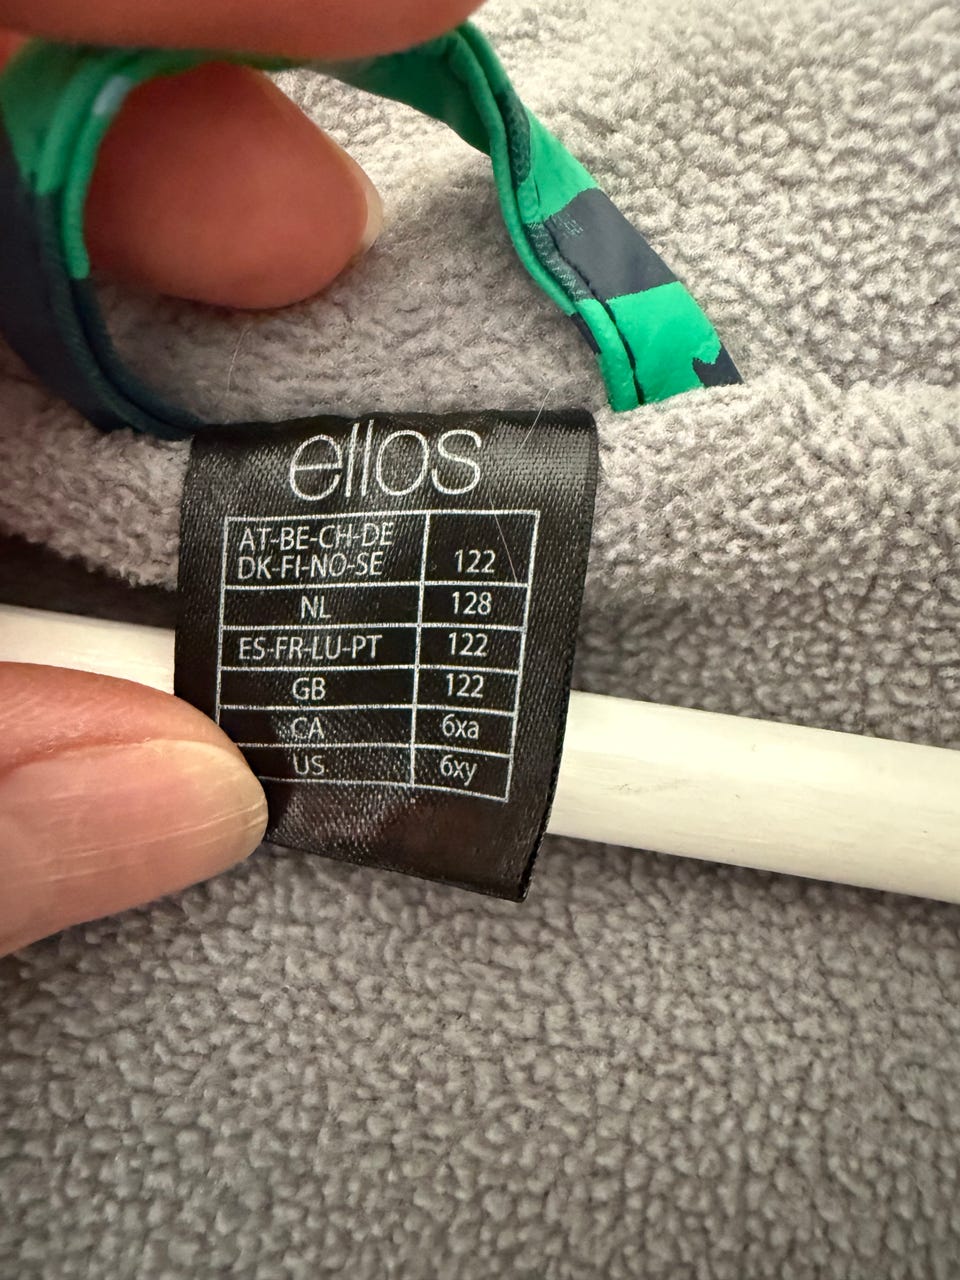 ellos
AT-BE-CH-DE
DK-FI-NO-SE 122
NL 128
ES-FR-LU-PT 122
GB 122
CA 6xa
US 6xy